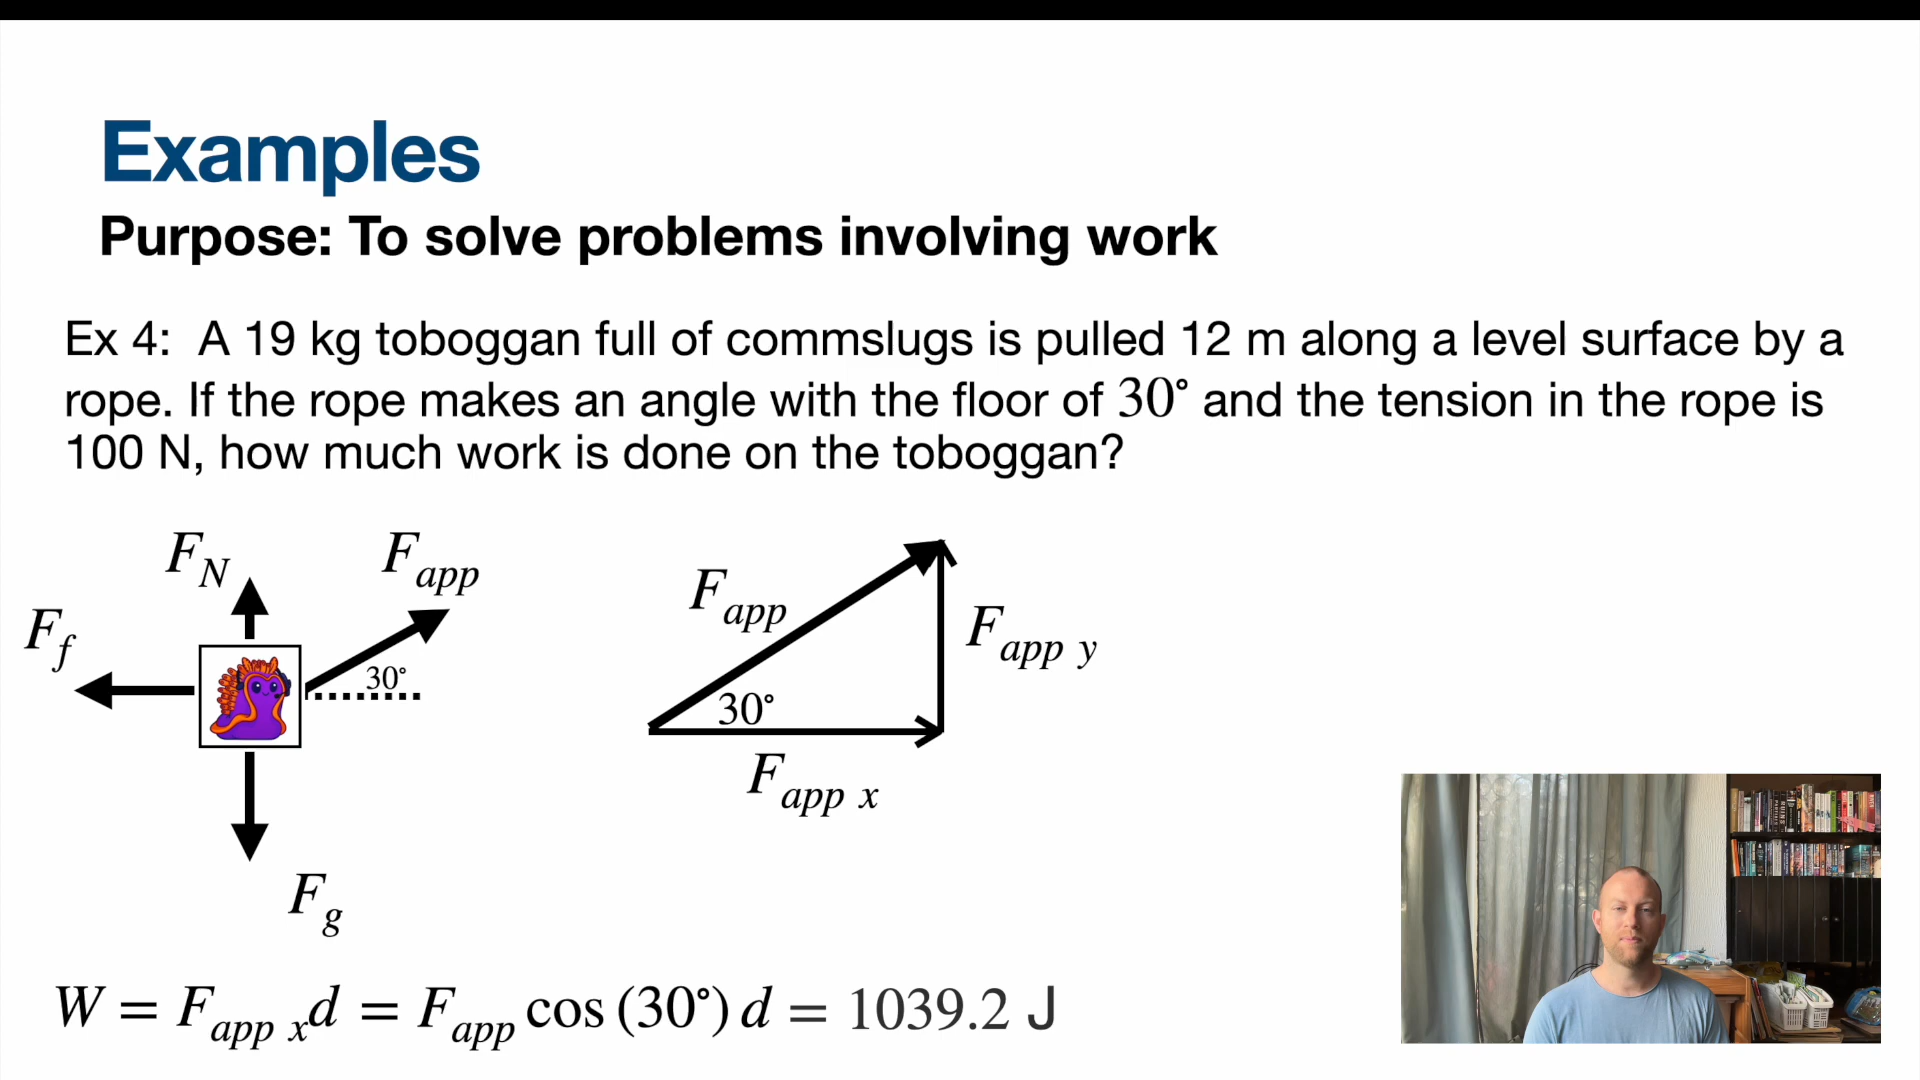 Examples
Purpose: To solve problems involving work
Ex 4: A 19 kg toboggan full of commslugs is pulled 12 m along a level surface by a
rope. If the rope makes an angle with the floor of 30° and the tension in the rope is
100 N, how much work is done on the toboggan?
F_N
F_app
F_f
30°
F_g
F_app
F_app y
30°
F_app x
W = F_app x d = F_app cos (30°) d = 1039.2 J